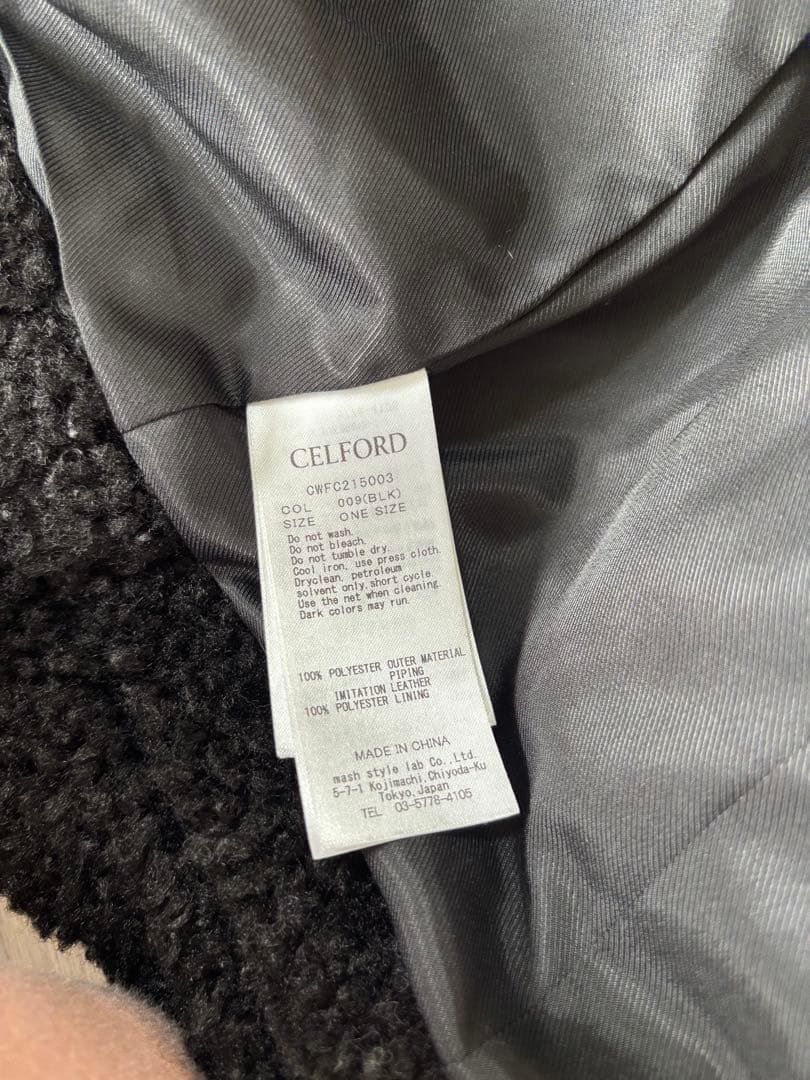 CELFORD
CWFC215003
COL 009(BLK)
SIZE ONE SIZE
Do not wash.
Do not bleach.
Do not tumble dry.
Cool iron, use press cloth.
Dryclean, petroleum
solvent only, short cycle.
Use the net when cleaning.
Dark colors may run.
100% POLYESTER OUTER MATERIAL
PIPING
IMITATION LEATHER
100% POLYESTER LINING
MADE IN CHINA
mash style lab Co.,Ltd.
5-7-1 Kojimachi,Chiyoda-Ku
Tokyo,Japan
TEL 03-5778-4105